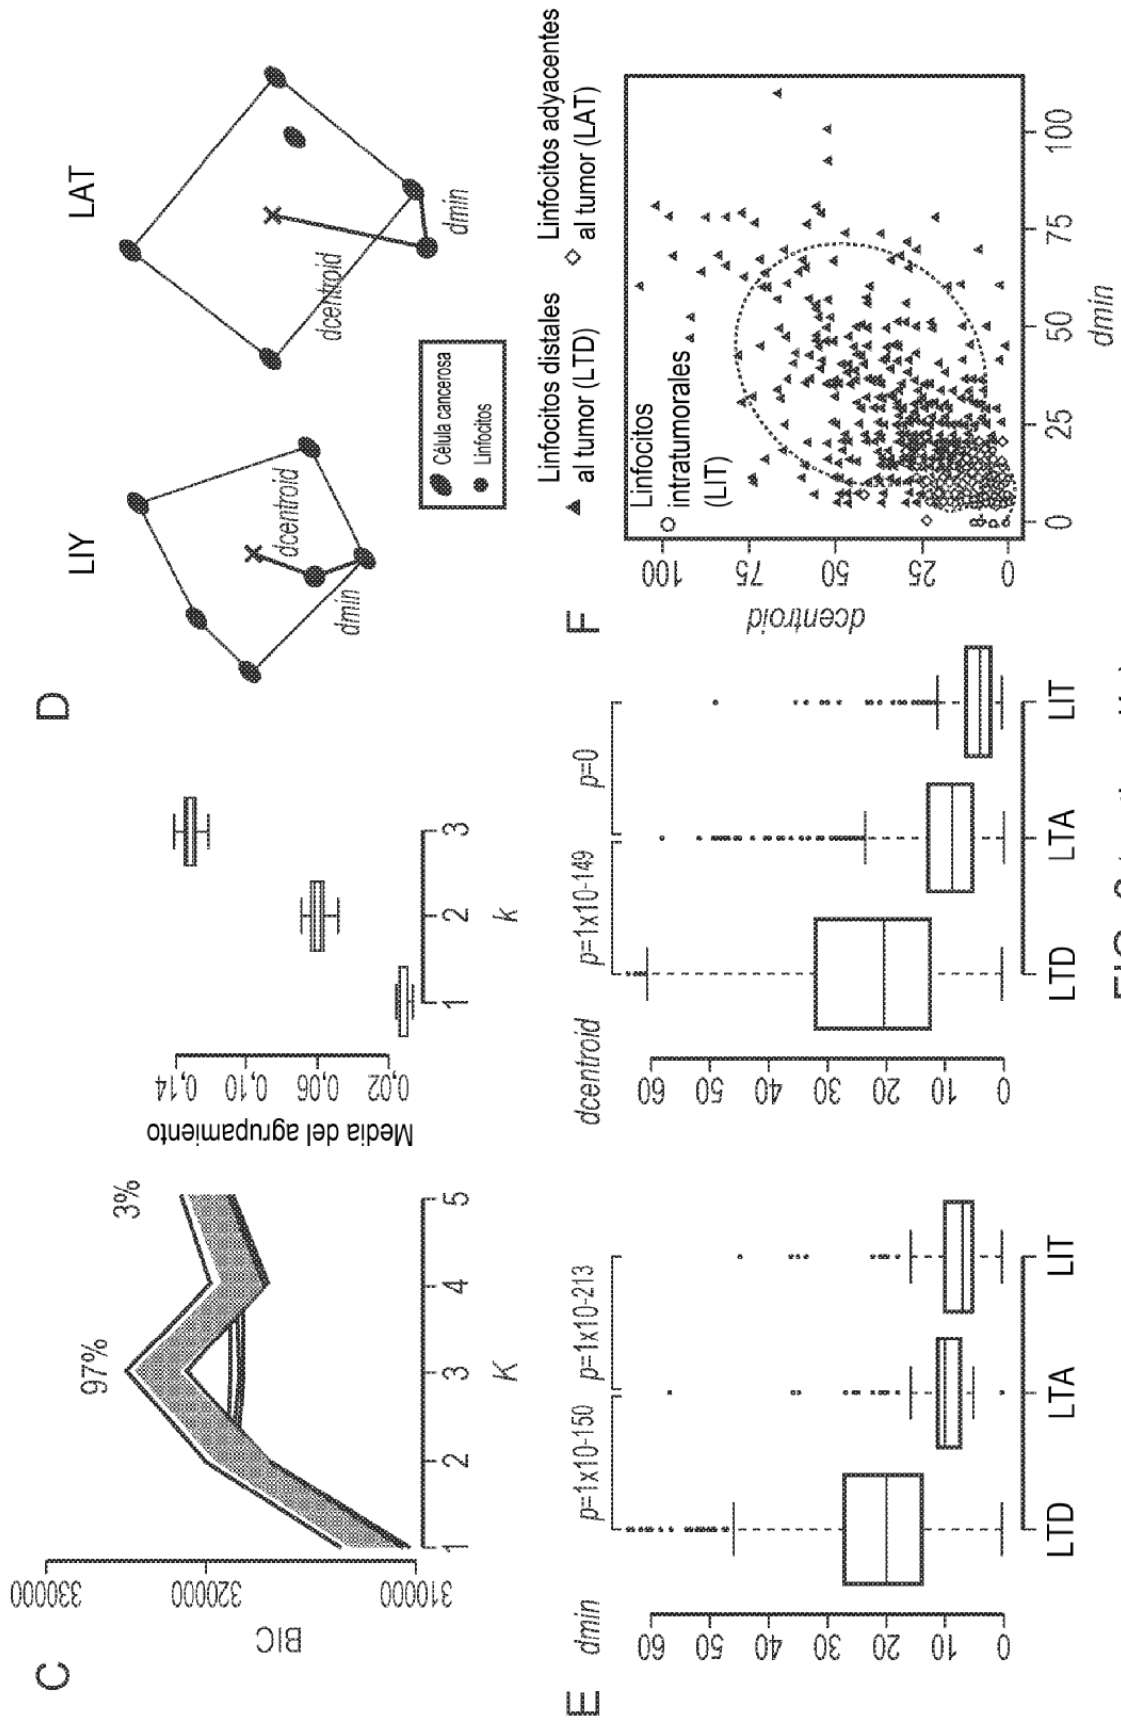 C
BIC
330000
320000
310000
97%
3%
1 2 3 4 5
K
Media del agrupamiento
0,14
0,10
0,06
0,02
1 2 3
k
D
LIY
dcentroid
dmin
LAT
dcentroid
dmin
Célula cancerosa
Linfocitos
E
dmin
60
50
40
30
20
10
0
p=1x10-150
p=1x10-213
LTD LTA LIT
dcentroid
60
50
40
30
20
10
0
p=1x10-149
p=0
LTD LTA LIT
F
Linfocitos distales
al tumor (LTD)
Linfocitos adyacentes
al tumor (LAT)
Linfocitos
intratumorales
(LIT)
dcentroid
100
75
50
25
0
0 25 50 75 100
dmin